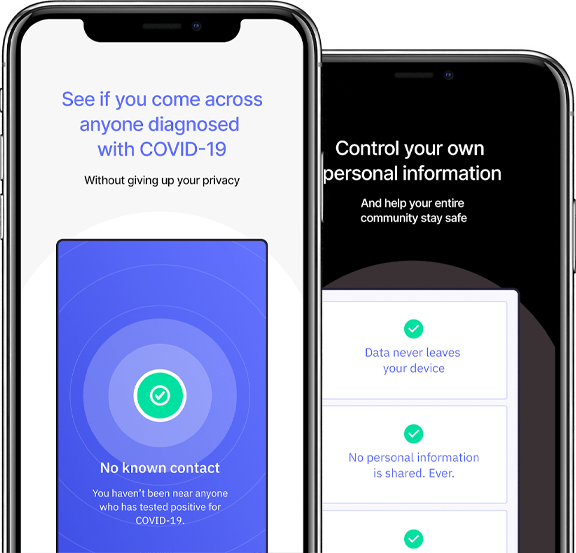 See if you come across
anyone diagnosed
with COVID-19
Without giving up your privacy
No known contact
You haven't been near anyone
who has tested positive for
COVID-19.
Control your own
personal information
And help your entire
community stay safe
Data never leaves
your device
No personal information
is shared. Ever.